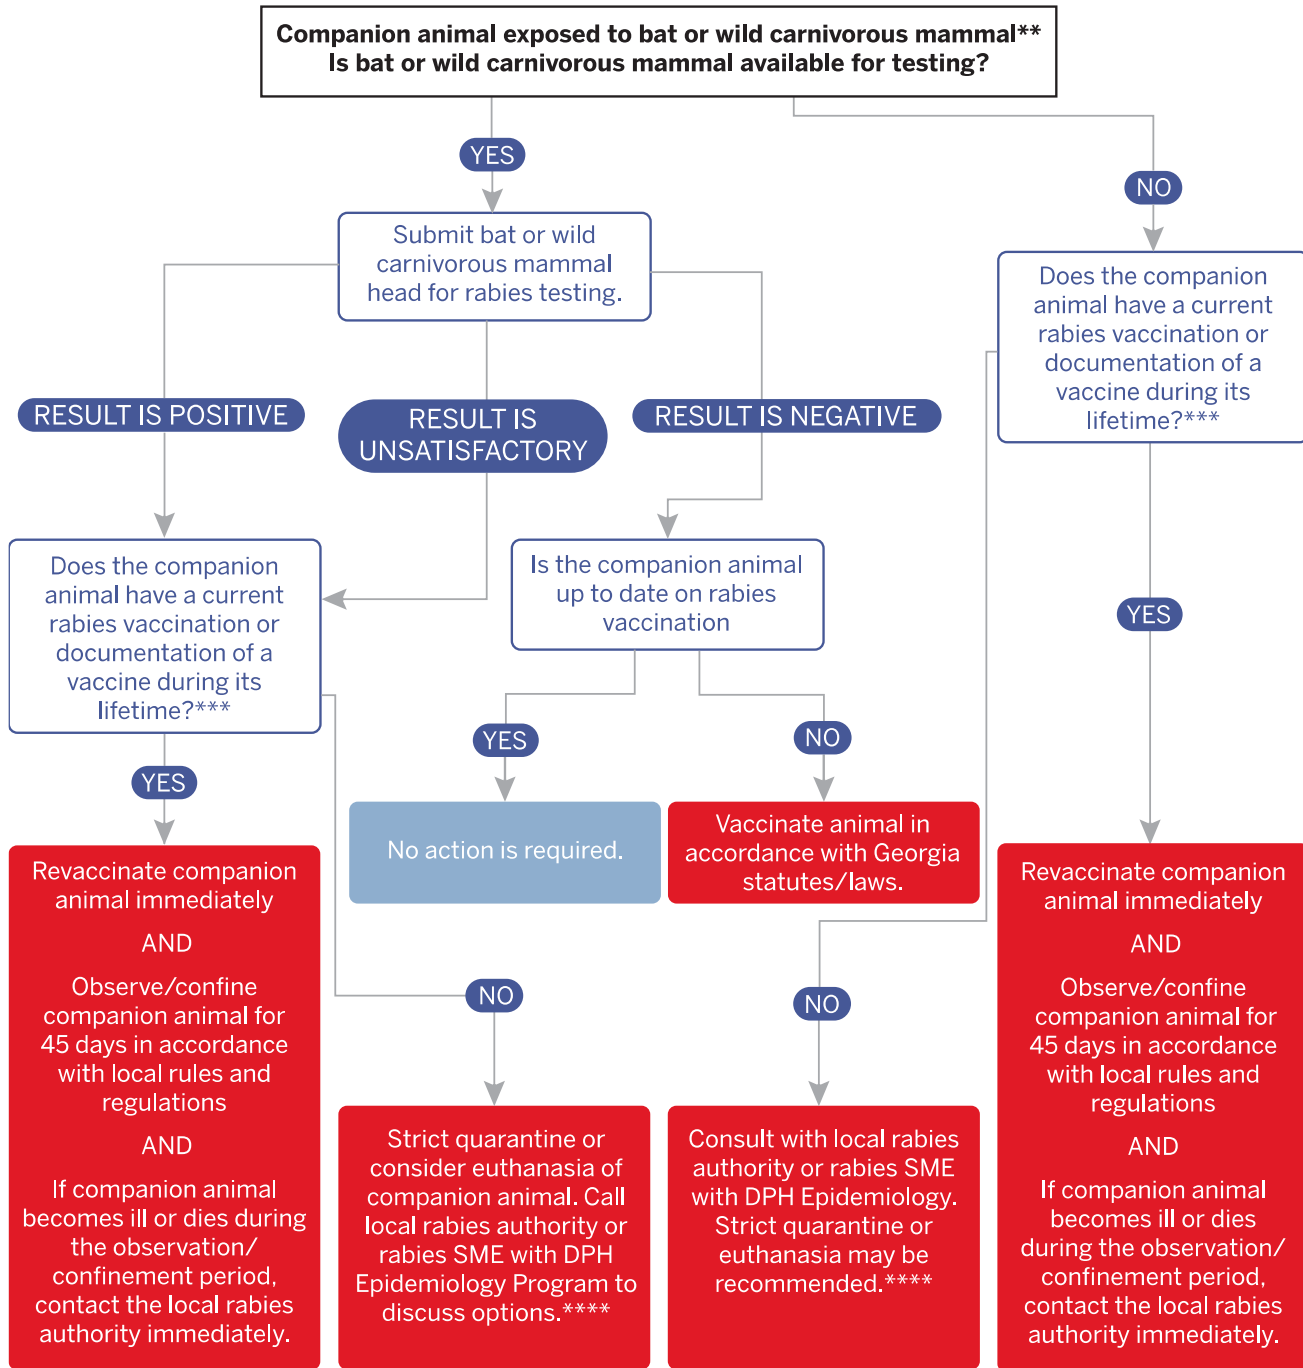 Companion animal exposed to bat or wild carnivorous mammal**
Is bat or wild carnivorous mammal available for testing?
YES
NO
Submit bat or wild
carnivorous mammal
head for rabies testing.
Does the companion
animal have a current
rabies vaccination or
documentation of a
vaccine during its
lifetime?***
RESULT IS POSITIVE
RESULT IS
UNSATISFACTORY
RESULT IS NEGATIVE
Does the companion
animal have a current
rabies vaccination or
documentation of a
vaccine during its
lifetime?***
Is the companion animal
up to date on rabies
vaccination
YES
YES
NO
YES
No action is required.
Vaccinate animal in
accordance with Georgia
statutes/laws.
Revaccinate companion
animal immediately
AND
Observe/confine
companion animal for
45 days in accordance
with local rules and
regulations
AND
If companion animal
becomes ill or dies during
the observation/
confinement period,
contact the local rabies
authority immediately.
NO
Strict quarantine or
consider euthanasia of
companion animal. Call
local rabies authority or
rabies SME with DPH
Epidemiology Program to
discuss options.****
NO
Consult with local rabies
authority or rabies SME
with DPH Epidemiology.
Strict quarantine or
euthanasia may be
recommended.****
Revaccinate companion
animal immediately
AND
Observe/confine
companion animal for
45 days in accordance
with local rules and
regulations
AND
If companion animal
becomes ill or dies
during the observation/
confinement period,
contact the local rabies
authority immediately.